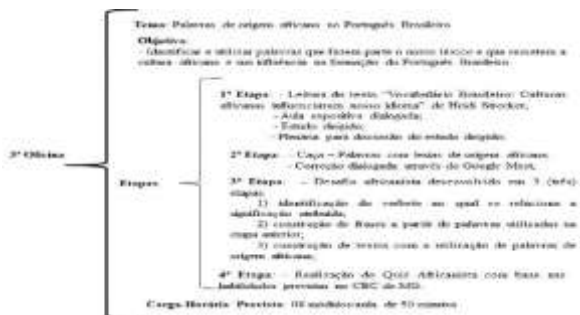 Tema: Palavras de origem africana no Português Brasileiro
Objetivo:
- Identificar e utilizar palavras que fazem parte o nosso léxico e que remetem a
cultura africana e sua influência na formação do Português Brasileiro
1ª Etapa: - Leitura do texto "Vocabulário Brasileiro: Culturas
africanas influenciaram nosso idioma" de Heidi Strecker;
- Aula expositiva dialogada;
- Estudo dirigido;
- Plenária para discussão do estudo dirigido.
3ª Oficina
2ª Etapa: - Caça - Palavras com lexias de origem africana;
- Correção dialogada através do Google Meet.
Etapas
3ª Etapa: - Desafio africanista desenvolvido em 3 (três)
etapas:
1) identificação do verbete ao qual se relaciona a
significação atribuída;
2) construção de frases a partir de palavras utilizadas na
etapa anterior;
3) construção de textos com a utilização de palavras de
origem africana;
4ª Etapa: - Realização do Quiz Africanista com base nas
habilidades previstas no CBC de MG.
Carga-Horária Prevista: 08 módulos/aula de 50 minutos